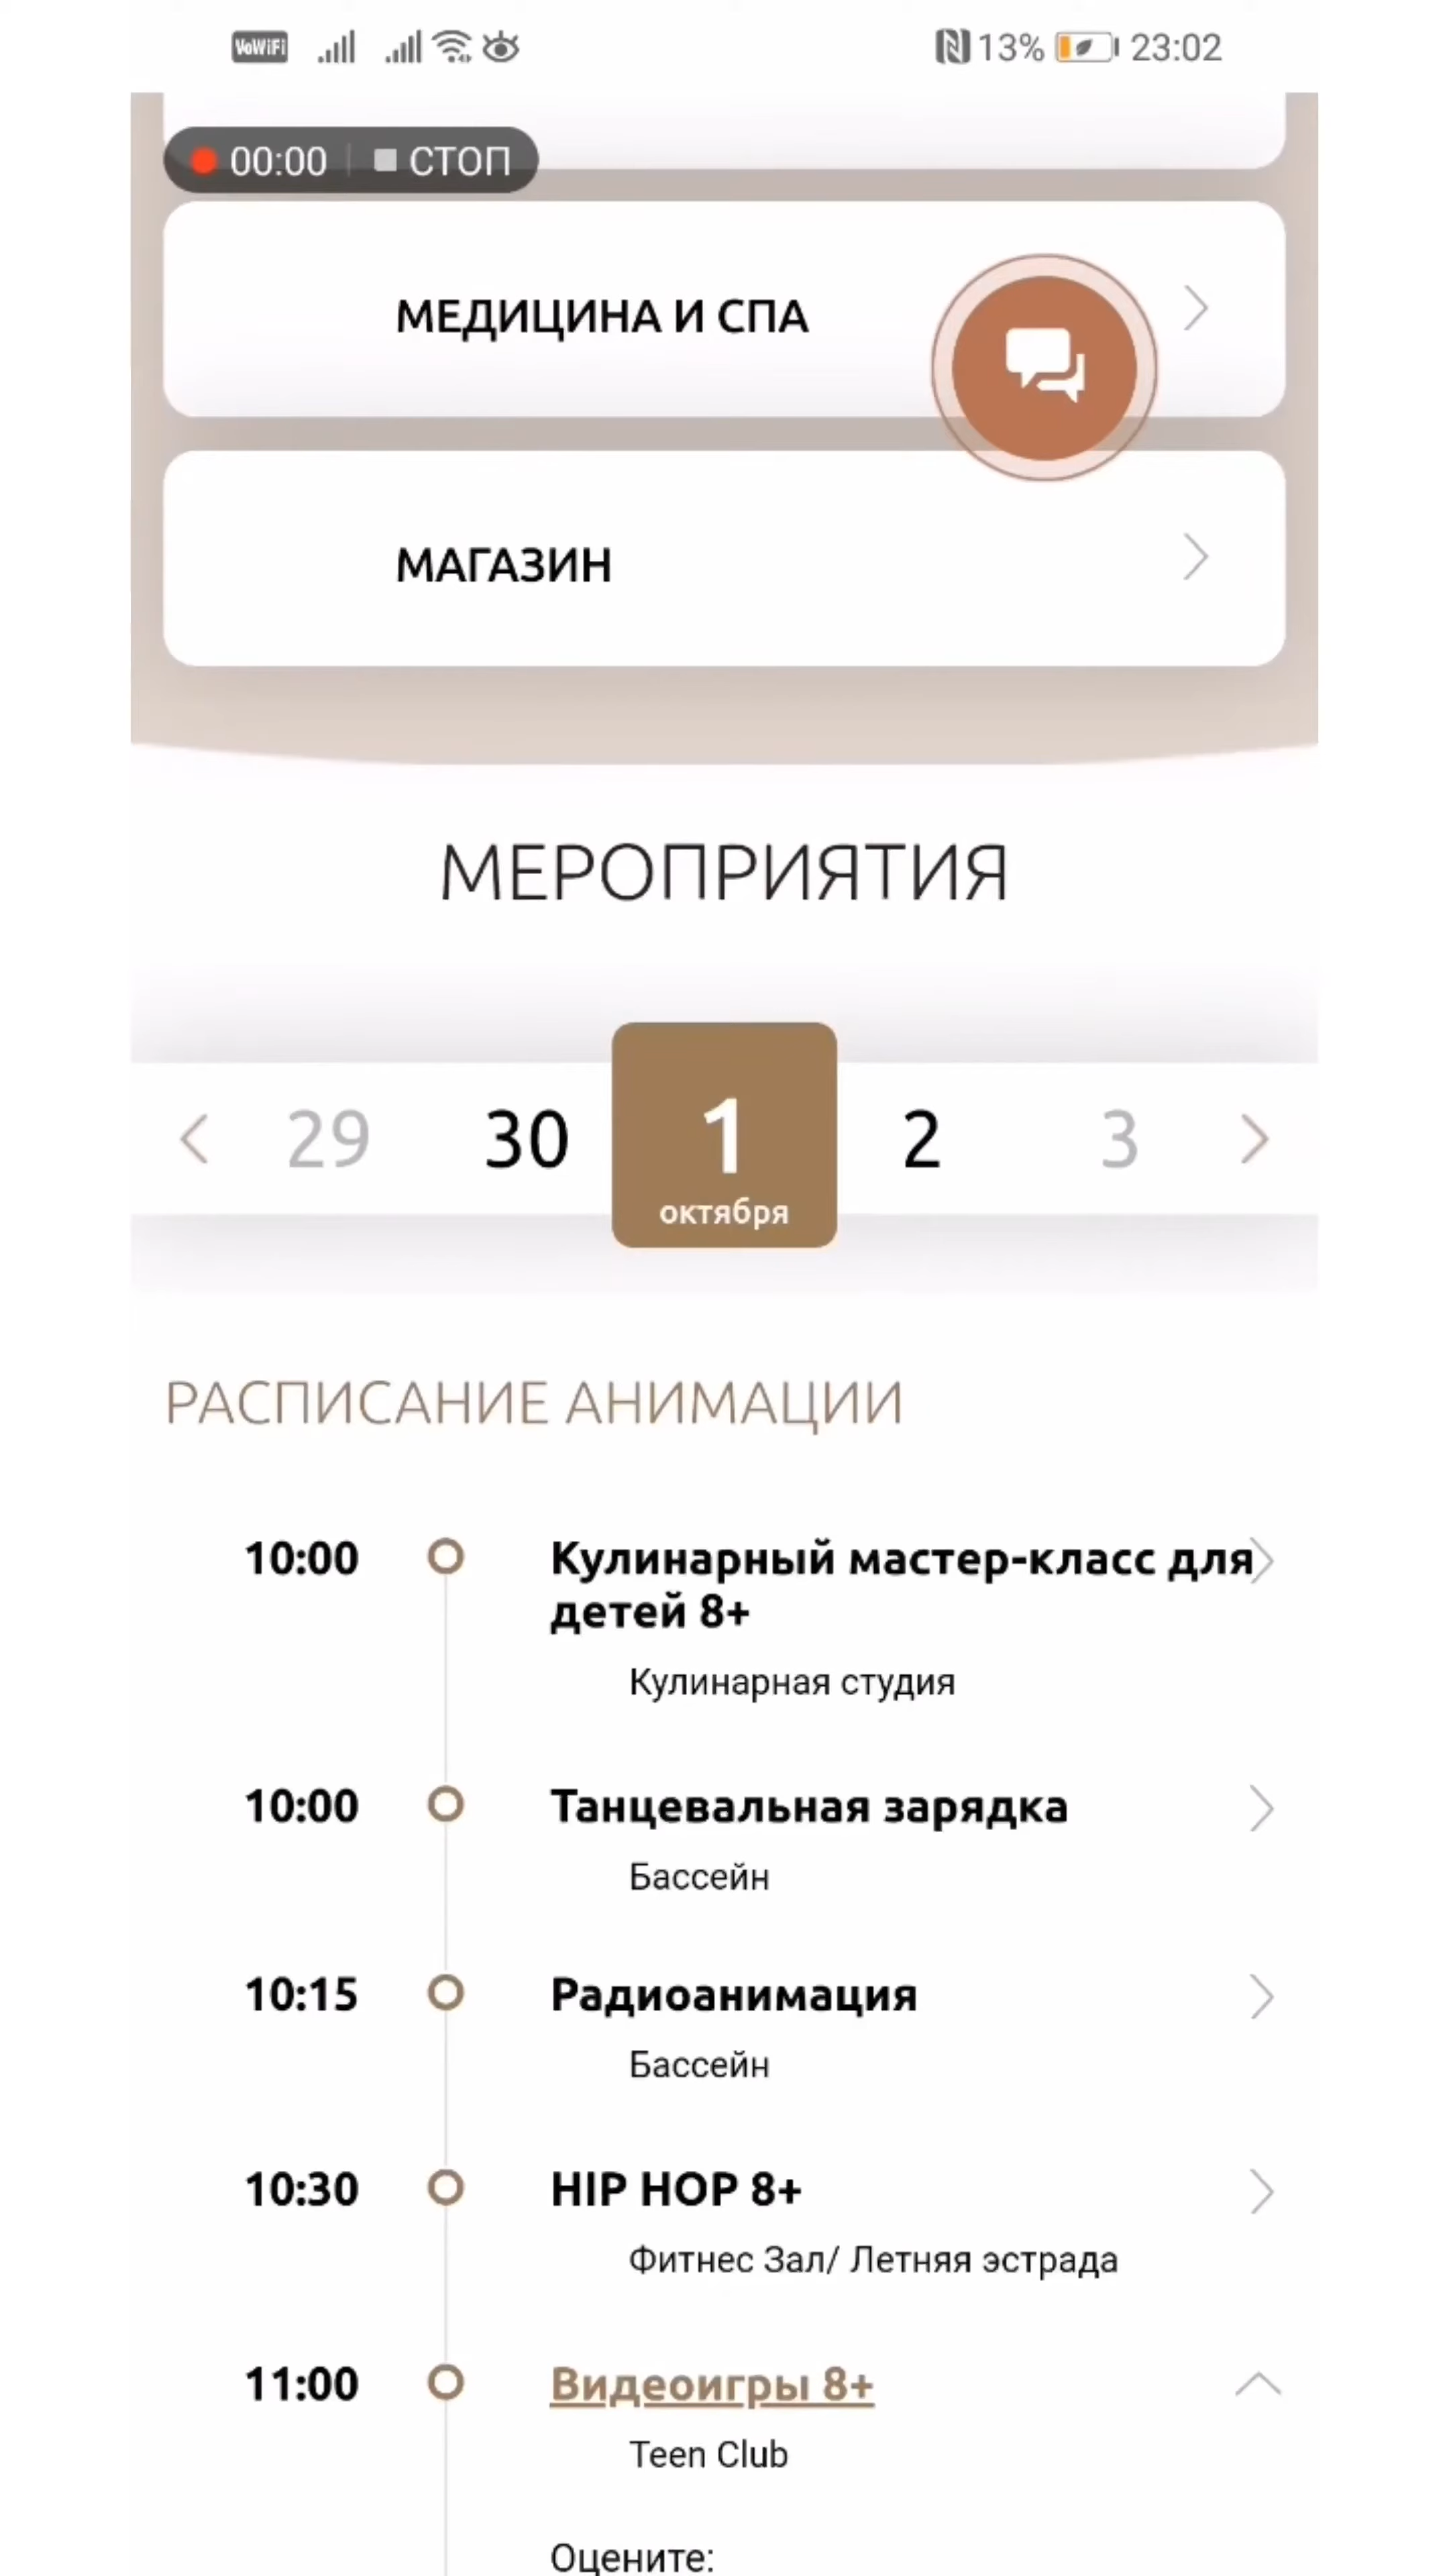 VoWiFi 13% 23:02
00:00 СТОП
МЕДИЦИНА И СПА
МАГАЗИН
МЕРОПРИЯТИЯ
29 30 1 2 3
октября
РАСПИСАНИЕ АНИМАЦИИ
10:00 Кулинарный мастер-класс для
детей 8+
Кулинарная студия
10:00 Танцевальная зарядка
Бассейн
10:15 Радиоанимация
Бассейн
10:30 HIP HOP 8+
Фитнес Зал/ Летняя эстрада
11:00 Видеоигры 8+
Teen Club
Оцените: